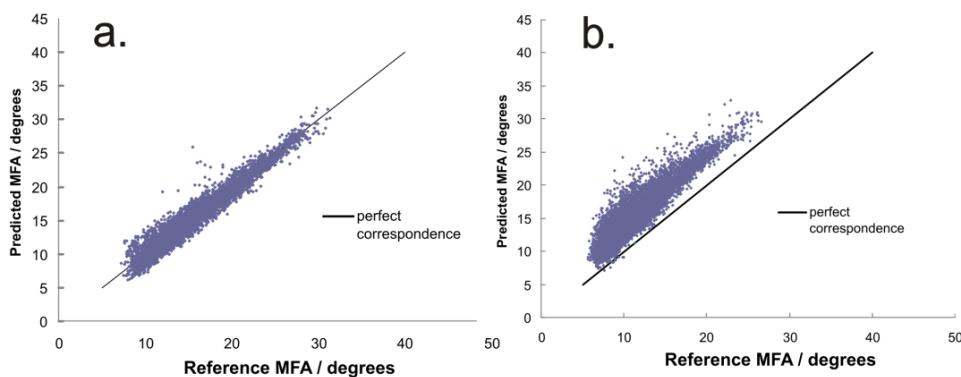 a.
45
40
35
30
25
20
15
10
5
0
Predicted MFA / degrees
perfect
correspondence
0 10 20 30 40 50
Reference MFA / degrees
b.
45
40
35
30
25
20
15
10
5
0
Predicted MFA / degrees
perfect
correspondence
0 10 20 30 40 50
Reference MFA / degrees